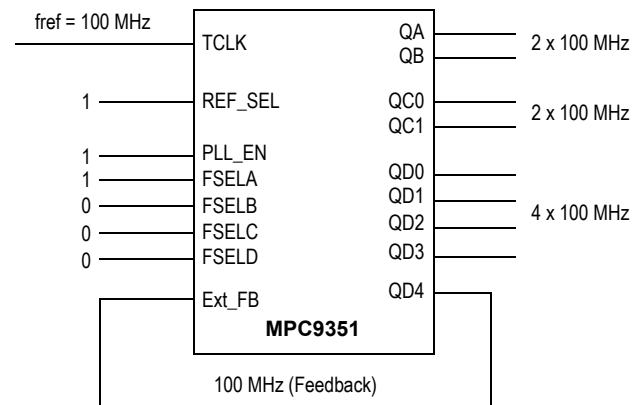 fref = 100 MHz
TCLK
QA
QB
2 x 100 MHz
1
REF_SEL
QC0
QC1
2 x 100 MHz
1
PLL_EN
1
FSELA
0
FSELB
0
FSELC
0
FSELD
QD0
QD1
QD2
QD3
4 x 100 MHz
Ext_FB
QD4
MPC9351
100 MHz (Feedback)